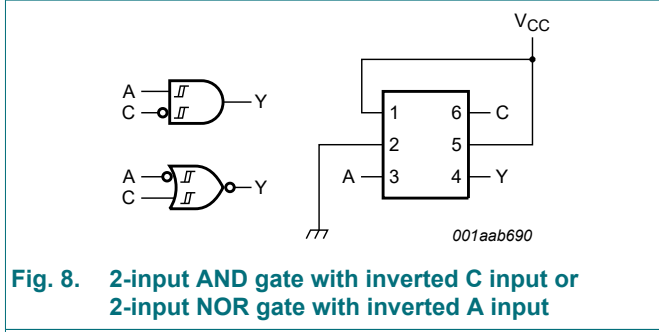 VCC
A
C
Y
A
C
Y
1
6
C
2
5
A
3
4
Y
001aab690
Fig. 8. 2-input AND gate with inverted C input or
2-input NOR gate with inverted A input